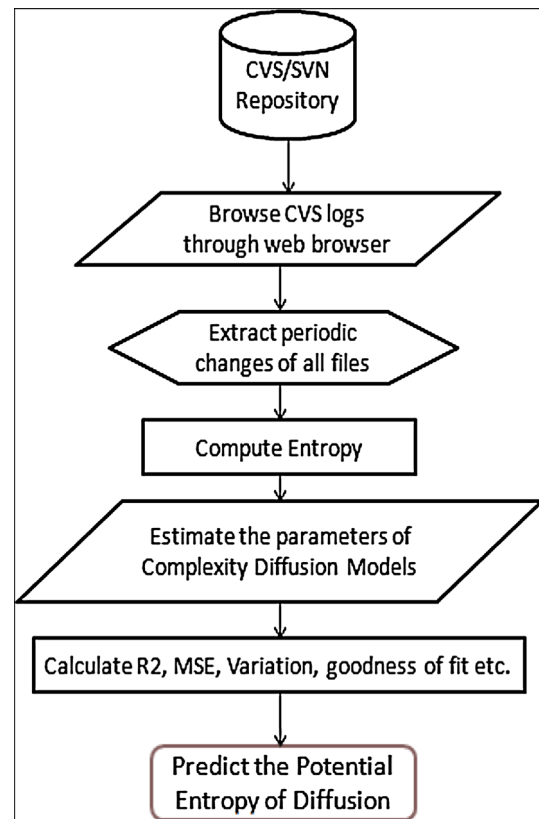 CVS/SVN
Repository
Browse CVS logs
through web browser
Extract periodic
changes of all files
Compute Entropy
Estimate the parameters of
Complexity Diffusion Models
Calculate R2, MSE, Variation, goodness of fit etc.
Predict the Potential
Entropy of Diffusion